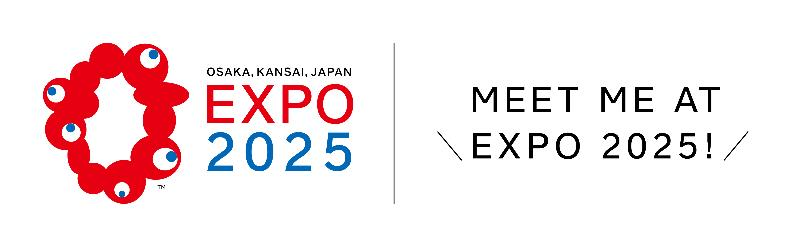 OSAKA, KANSAI, JAPAN
EXPO
2025
™
MEET ME AT
\EXPO 2025!/